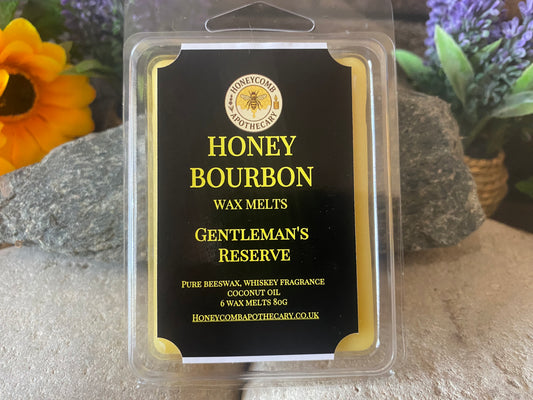 HONEYCOMB
APOTHECARY
HONEY
BOURBON
WAX MELTS
GENTLEMAN'S
RESERVE
PURE BEESWAX, WHISKEY FRAGRANCE
COCONUT OIL
6 WAX MELTS 80G
HONEYCOMBAPOTHECARY.CO.UK